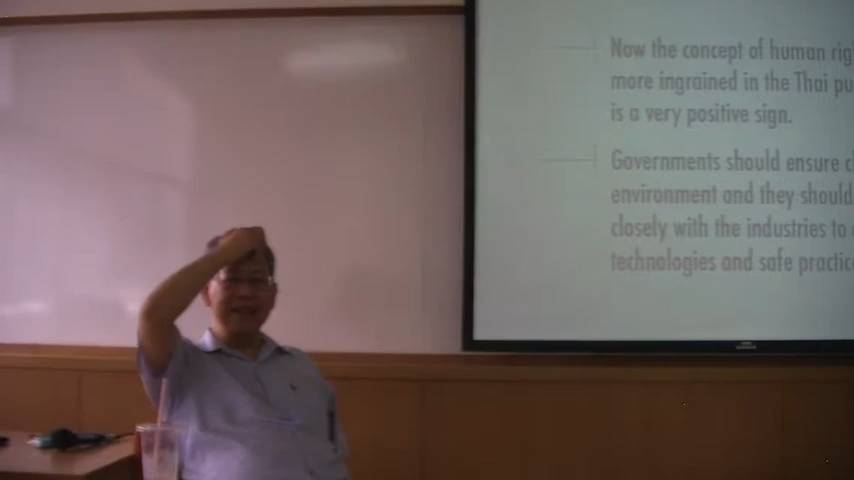 Now the concept of human
more ingrained in the Thai
is a very positive sign.
Governments should ensure
environment and they should
closely with the industries to
technologies and safe